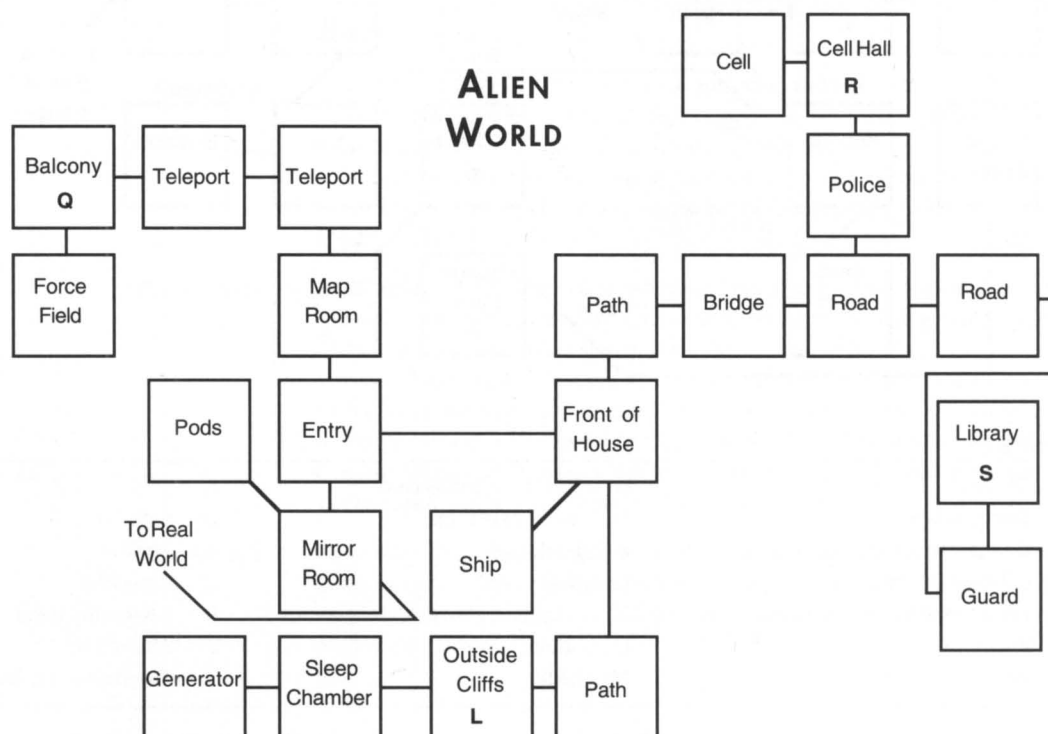 ALIEN
WORLD
Cell
Cell Hall
R
Balcony
Q
Teleport
Teleport
Police
Force
Field
Map
Room
Path
Bridge
Road
Road
Pods
Entry
Front of
House
Library
S
To Real
World
Mirror
Room
Ship
Guard
Generator
Sleep
Chamber
Outside
Cliffs
L
Path